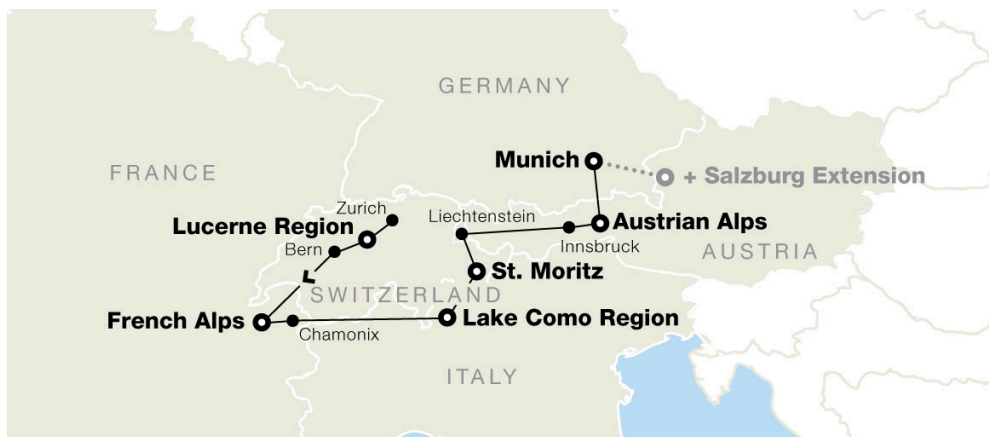 GERMANY
FRANCE
Munich
+ Salzburg Extension
Zurich
Liechtenstein
Lucerne Region
Austrian Alps
Bern
Innsbruck
AUSTRIA
St. Moritz
SWITZERLAND
French Alps
Chamonix
Lake Como Region
ITALY